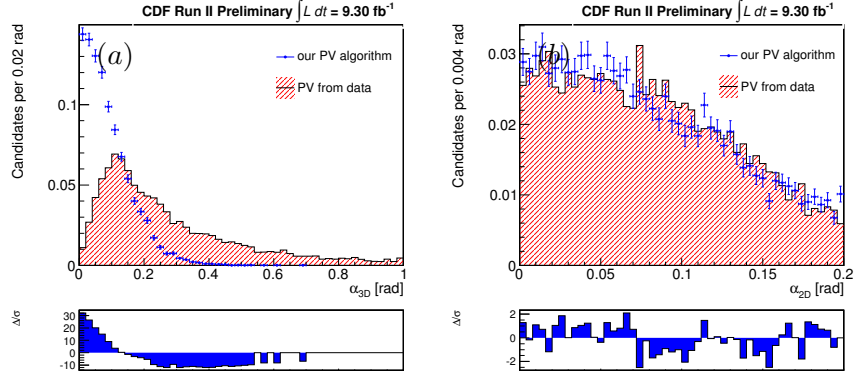 CDF Run II Preliminary ∫L dt = 9.30 fb⁻¹
(a)
our PV algorithm
PV from data
Candidates per 0.02 rad
0.1
0.05
0
0 0.2 0.4 0.6 0.8 1
α3D [rad]
Δ/σ
30
20
10
0
-10
CDF Run II Preliminary ∫L dt = 9.30 fb⁻¹
(b)
our PV algorithm
PV from data
Candidates per 0.004 rad
0.03
0.02
0.01
0
0 0.05 0.1 0.15 0.2
α2D [rad]
Δ/σ
2
0
-2